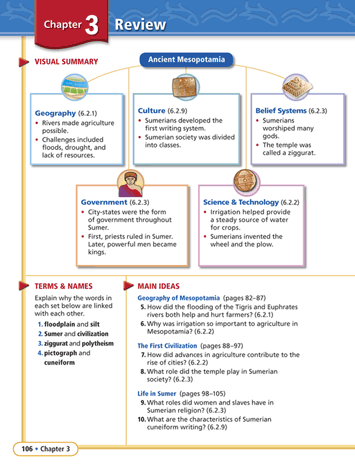 Chapter 3 Review
VISUAL SUMMARY
Ancient Mesopotamia
Geography (6.2.1)
• Rivers made agriculture
possible.
• Challenges included
floods, drought, and
lack of resources.
Culture (6.2.9)
• Sumerians developed the
first writing system.
• Sumerian society was divided
into classes.
Belief Systems (6.2.3)
• Sumerians
worshiped many
gods.
• The temple was
called a ziggurat.
Government (6.2.3)
• City-states were the form
of government throughout
Sumer.
• First, priests ruled in Sumer.
Later, powerful men became
kings.
Science & Technology (6.2.2)
• Irrigation helped provide
a steady source of water
for crops.
• Sumerians invented the
wheel and the plow.
TERMS & NAMES
Explain why the words in
each set below are linked
with each other.
1. floodplain and silt
2. Sumer and civilization
3. ziggurat and polytheism
4. pictograph and
cuneiform
MAIN IDEAS
Geography of Mesopotamia (pages 82–87)
5. How did the flooding of the Tigris and Euphrates
rivers both help and hurt farmers? (6.2.1)
6. Why was irrigation so important to agriculture in
Mesopotamia? (6.2.2)
The First Civilization (pages 88–97)
7. How did advances in agriculture contribute to the
rise of cities? (6.2.2)
8. What role did the temple play in Sumerian
society? (6.2.3)
Life in Sumer (pages 98–105)
9. What roles did women and slaves have in
Sumerian religion? (6.2.3)
10. What are the characteristics of Sumerian
cuneiform writing? (6.2.9)
106 • Chapter 3